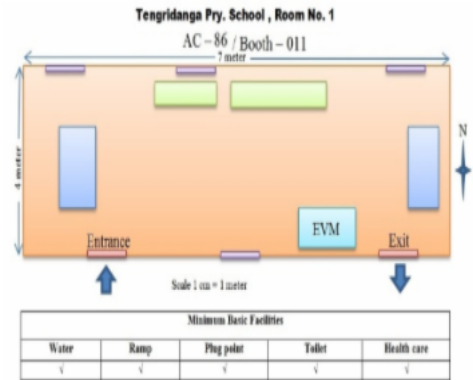 Tengridanga Pry. School , Room No. 1
AC – 86 / Booth – 011
7 meter
4 meter
N
EVM
Entrance
Exit
Scale 1 cm = 1 meter
Minimum Basic Facilities
Water Ramp Plug point Toilet Health care
√ √ √ √ √